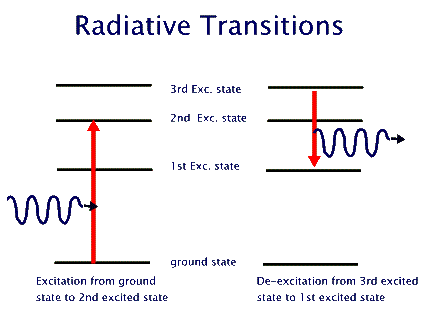 Radiative Transitions
3rd Exc. state
2nd Exc. state
1st Exc. state
ground state
Excitation from ground
state to 2nd excited state
De-excitation from 3rd excited
state to 1st excited state